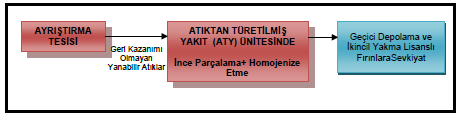 AYRIŞTIRMA
TESİSİ
Geri Kazanımı
Olmayan
Yanabilir Atıklar
ATIKTAN TÜRETİLMİŞ
YAKIT (ATY) ÜNİTESİNDE
İnce Parçalama+ Homojenize
Etme
Geçici Depolama ve
İkincil Yakma Lisanslı
FırınlaraSevkiyat